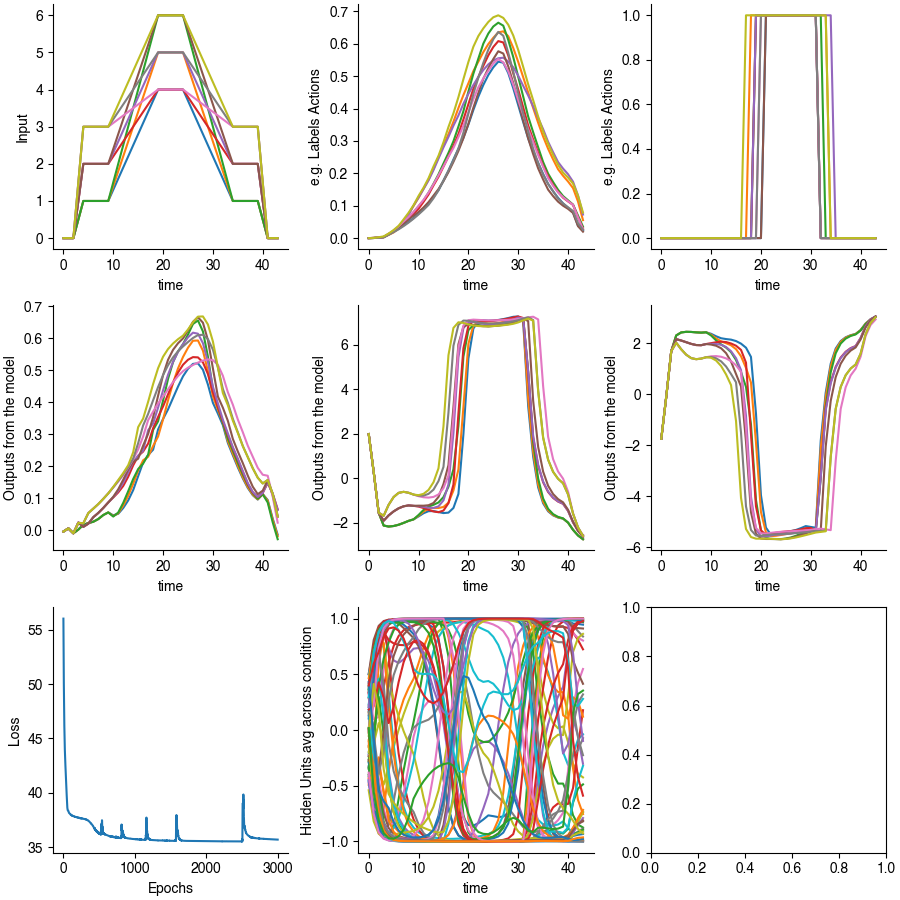 6
5
4
3
2
1
0
Input
0 10 20 30 40
time
0.7
0.6
0.5
0.4
0.3
0.2
0.1
0.0
e.g. Labels Actions
0 10 20 30 40
time
1.0
0.8
0.6
0.4
0.2
0.0
e.g. Labels Actions
0 10 20 30 40
time
0.7
0.6
0.5
0.4
0.3
0.2
0.1
0.0
Outputs from the model
0 10 20 30 40
time
6
4
2
0
−2
Outputs from the model
0 10 20 30 40
time
2
0
−2
−4
−6
Outputs from the model
0 10 20 30 40
time
55
50
45
40
35
Loss
0 1000 2000 3000
Epochs
1.0
0.5
0.0
−0.5
−1.0
Hidden Units avg across condition
0 10 20 30 40
time
1.0
0.8
0.6
0.4
0.2
0.0
0.0 0.2 0.4 0.6 0.8 1.0